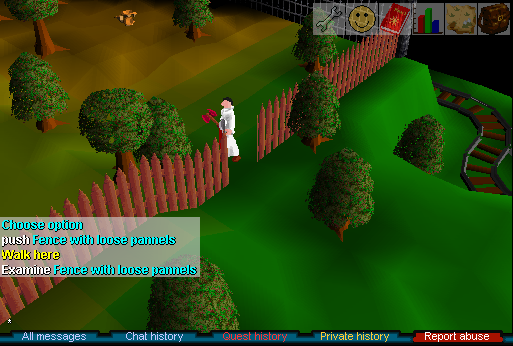 Choose option
push Fence with loose pannels
Walk here
Examine Fence with loose pannels
*
All messages
Chat history
Quest history
Private history
Report abuse